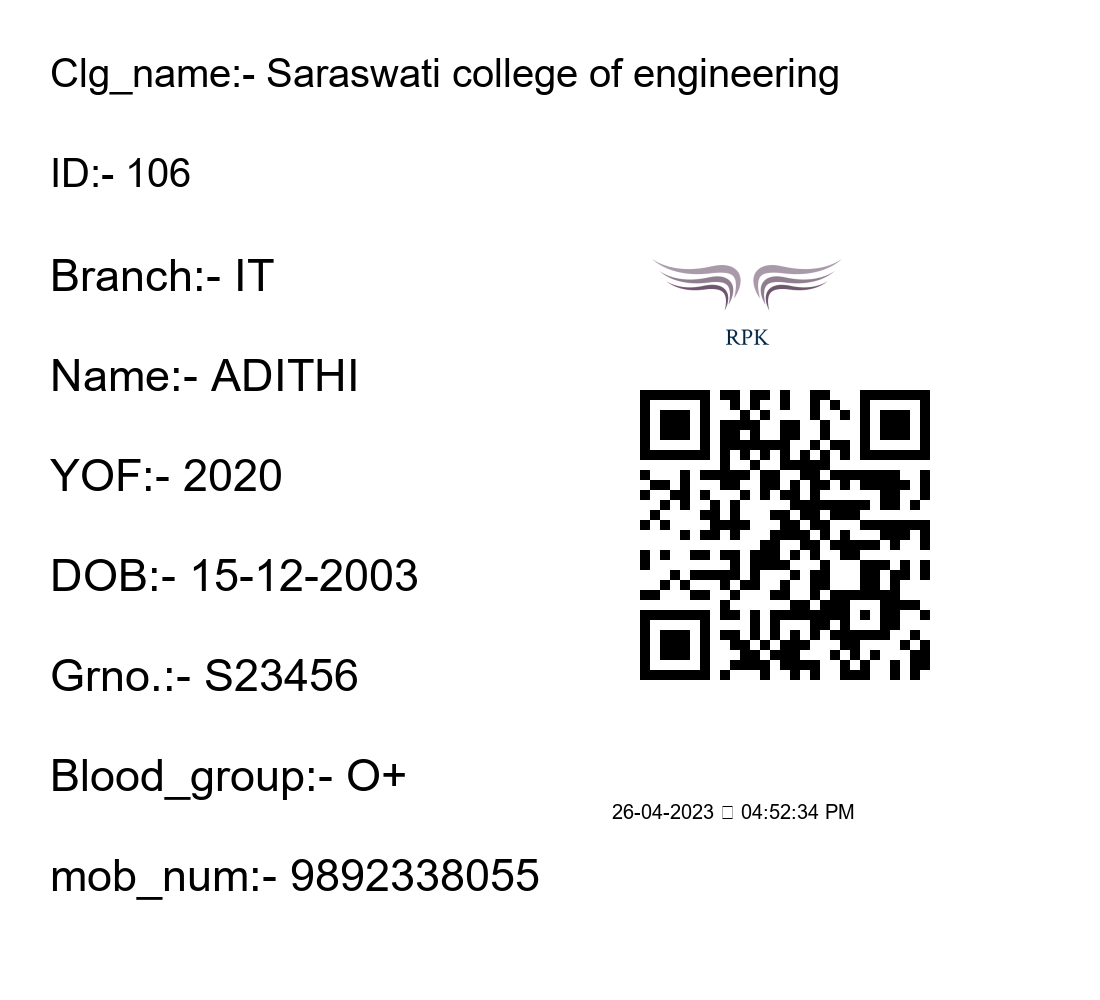 Clg_name:- Saraswati college of engineering
ID:- 106
Branch:- IT
Name:- ADITHI
YOF:- 2020
DOB:- 15-12-2003
Grno.:- S23456
Blood_group:- O+
mob_num:- 9892338055
RPK
26-04-2023 □ 04:52:34 PM